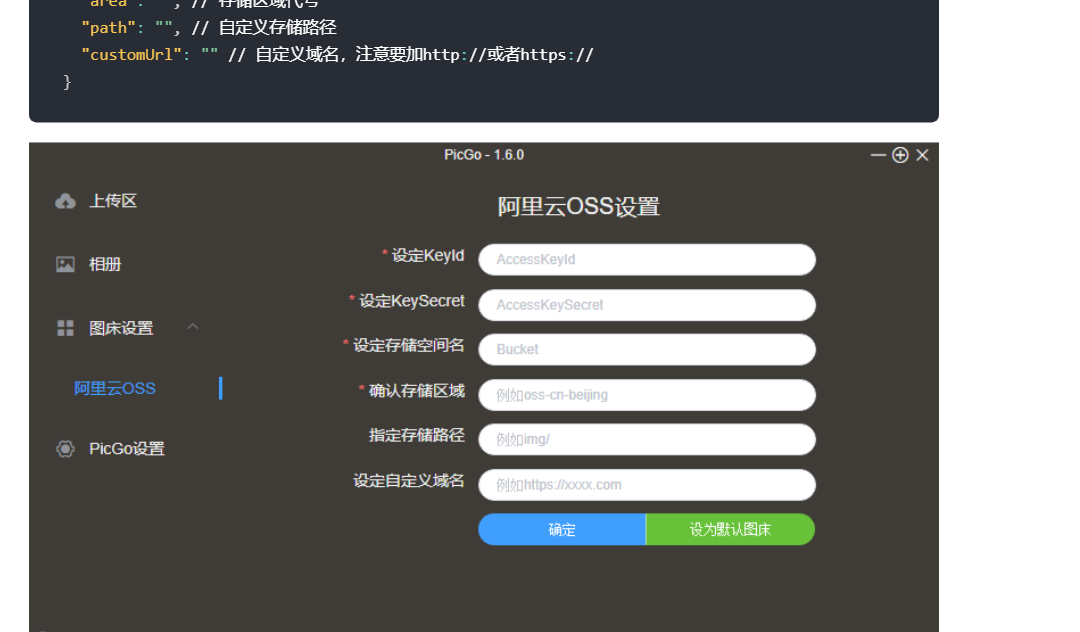 "area": "", // 存储区域代号
"path": "", // 自定义存储路径
"customUrl": "" // 自定义域名，注意要加http://或者https://
}
PicGo - 1.6.0
上传区
阿里云OSS设置
* 设定KeyId AccessKeyId
相册
* 设定KeySecret AccessKeySecret
图床设置
* 设定存储空间名 Bucket
阿里云OSS
* 确认存储区域 例如oss-cn-beijing
指定存储路径 例如img/
PicGo设置
设定自定义域名 例如https://xxxx.com
确定 设为默认图床